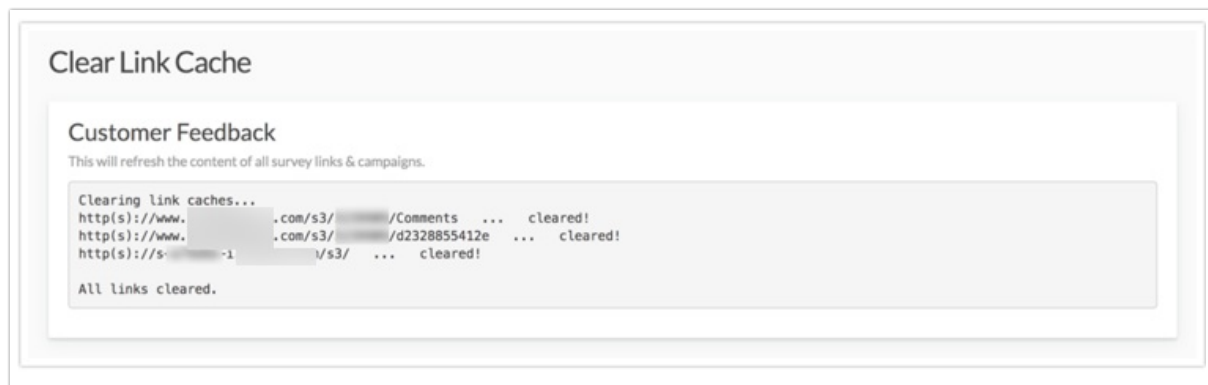 Clear Link Cache
Customer Feedback
This will refresh the content of all survey links & campaigns.
Clearing link caches...
http(s)://www. .com/s3/ /Comments ... cleared!
http(s)://www. .com/s3/ /d2328855412e ... cleared!
http(s)://s- -i /s3/ ... cleared!
All links cleared.